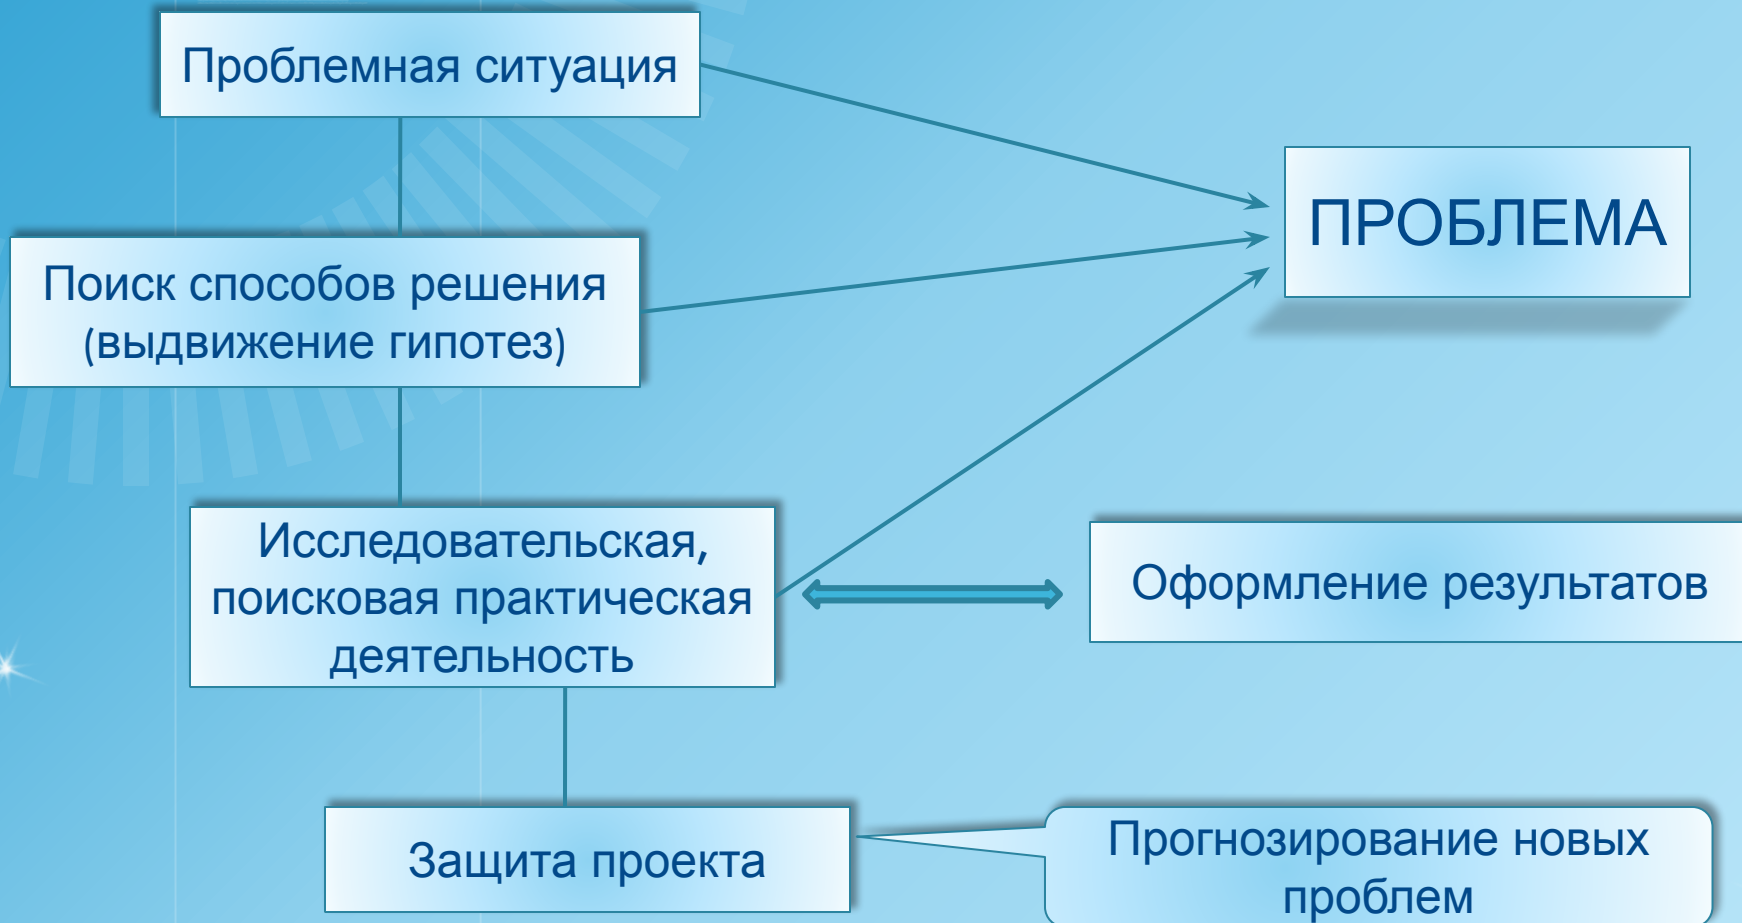 Проблемная ситуация
ПРОБЛЕМА
Поиск способов решения
(выдвижение гипотез)
Исследовательская,
поисковая практическая
деятельность
Оформление результатов
Защита проекта
Прогнозирование новых
проблем